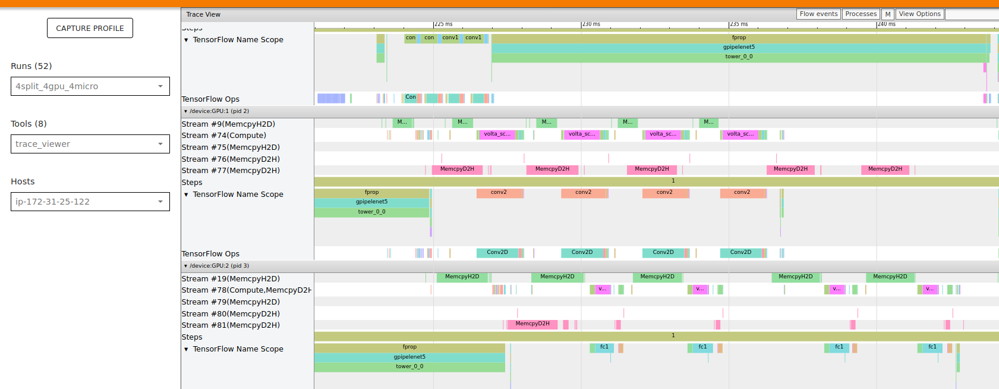 CAPTURE PROFILE
Runs (52)
4split_4gpu_4micro
Tools (8)
trace_viewer
Hosts
ip-172-31-25-122
Trace View
Flow events Processes M View Options
225 ms 230 ms 235 ms 240 ms
Steps
TensorFlow Name Scope con con conv1 conv1 fprop
gpipelenet5
tower_0_0
TensorFlow Ops Con
/device:GPU:1 (pid 2)
Stream #9(MemcpyH2D) M... M... M... M... M...
Stream #74(Compute) volta_sc... volta_sc... volta_sc... volta_sc...
Stream #75(MemcpyH2D)
Stream #76(MemcpyD2H)
Stream #77(MemcpyD2H) MemcpyD2H MemcpyD2H MemcpyD2H MemcpyD2H MemcpyD2H
Steps 1
TensorFlow Name Scope fprop conv2 conv2 conv2 conv2
gpipelenet5
tower_0_0
TensorFlow Ops Conv2D Conv2D Conv2D Conv2D
/device:GPU:2 (pid 3)
Stream #19(MemcpyH2D) MemcpyH2D MemcpyH2D MemcpyH2D MemcpyH2D MemcpyH2D
Stream #78(Compute,MemcpyD2H v... v... v... v...
Stream #79(MemcpyH2D)
Stream #80(MemcpyD2H)
Stream #81(MemcpyD2H) MemcpyD2H
Steps 1
TensorFlow Name Scope fprop fc1 fc1 fc1 fc1
gpipelenet5
tower_0_0